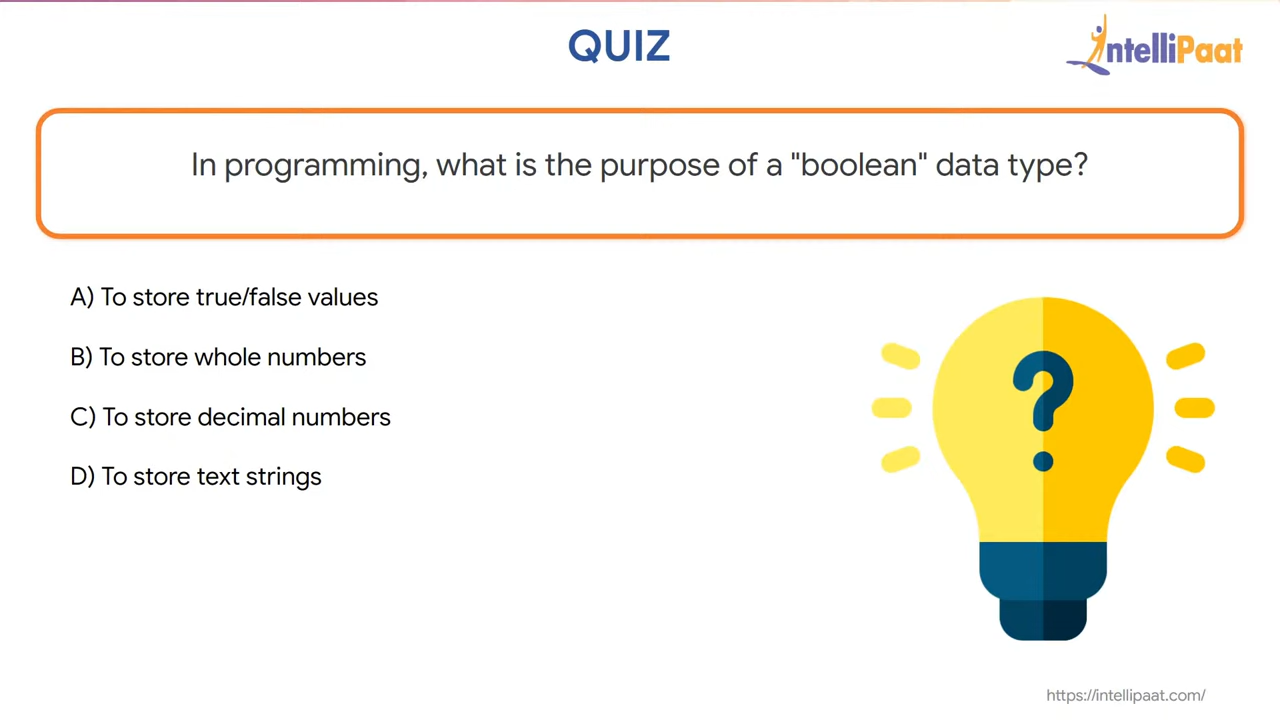 QUIZ
IntelliPaat
In programming, what is the purpose of a "boolean" data type?
A) To store true/false values
B) To store whole numbers
C) To store decimal numbers
D) To store text strings
?
https://intellipaat.com/